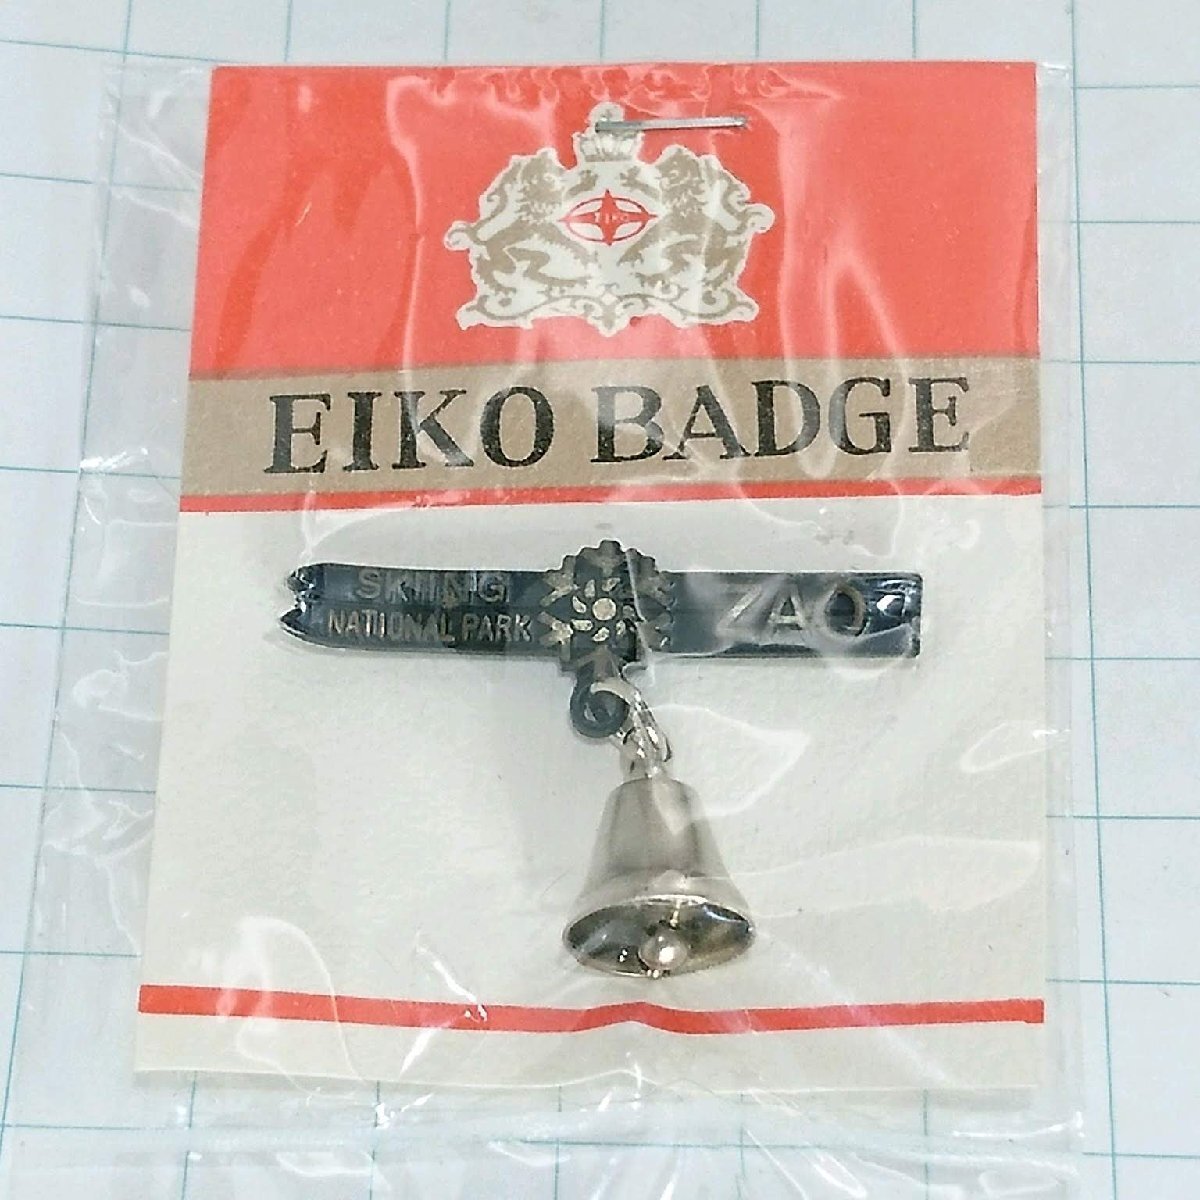 EIKO BADGE
SKIING
NATIONAL PARK
ZAO